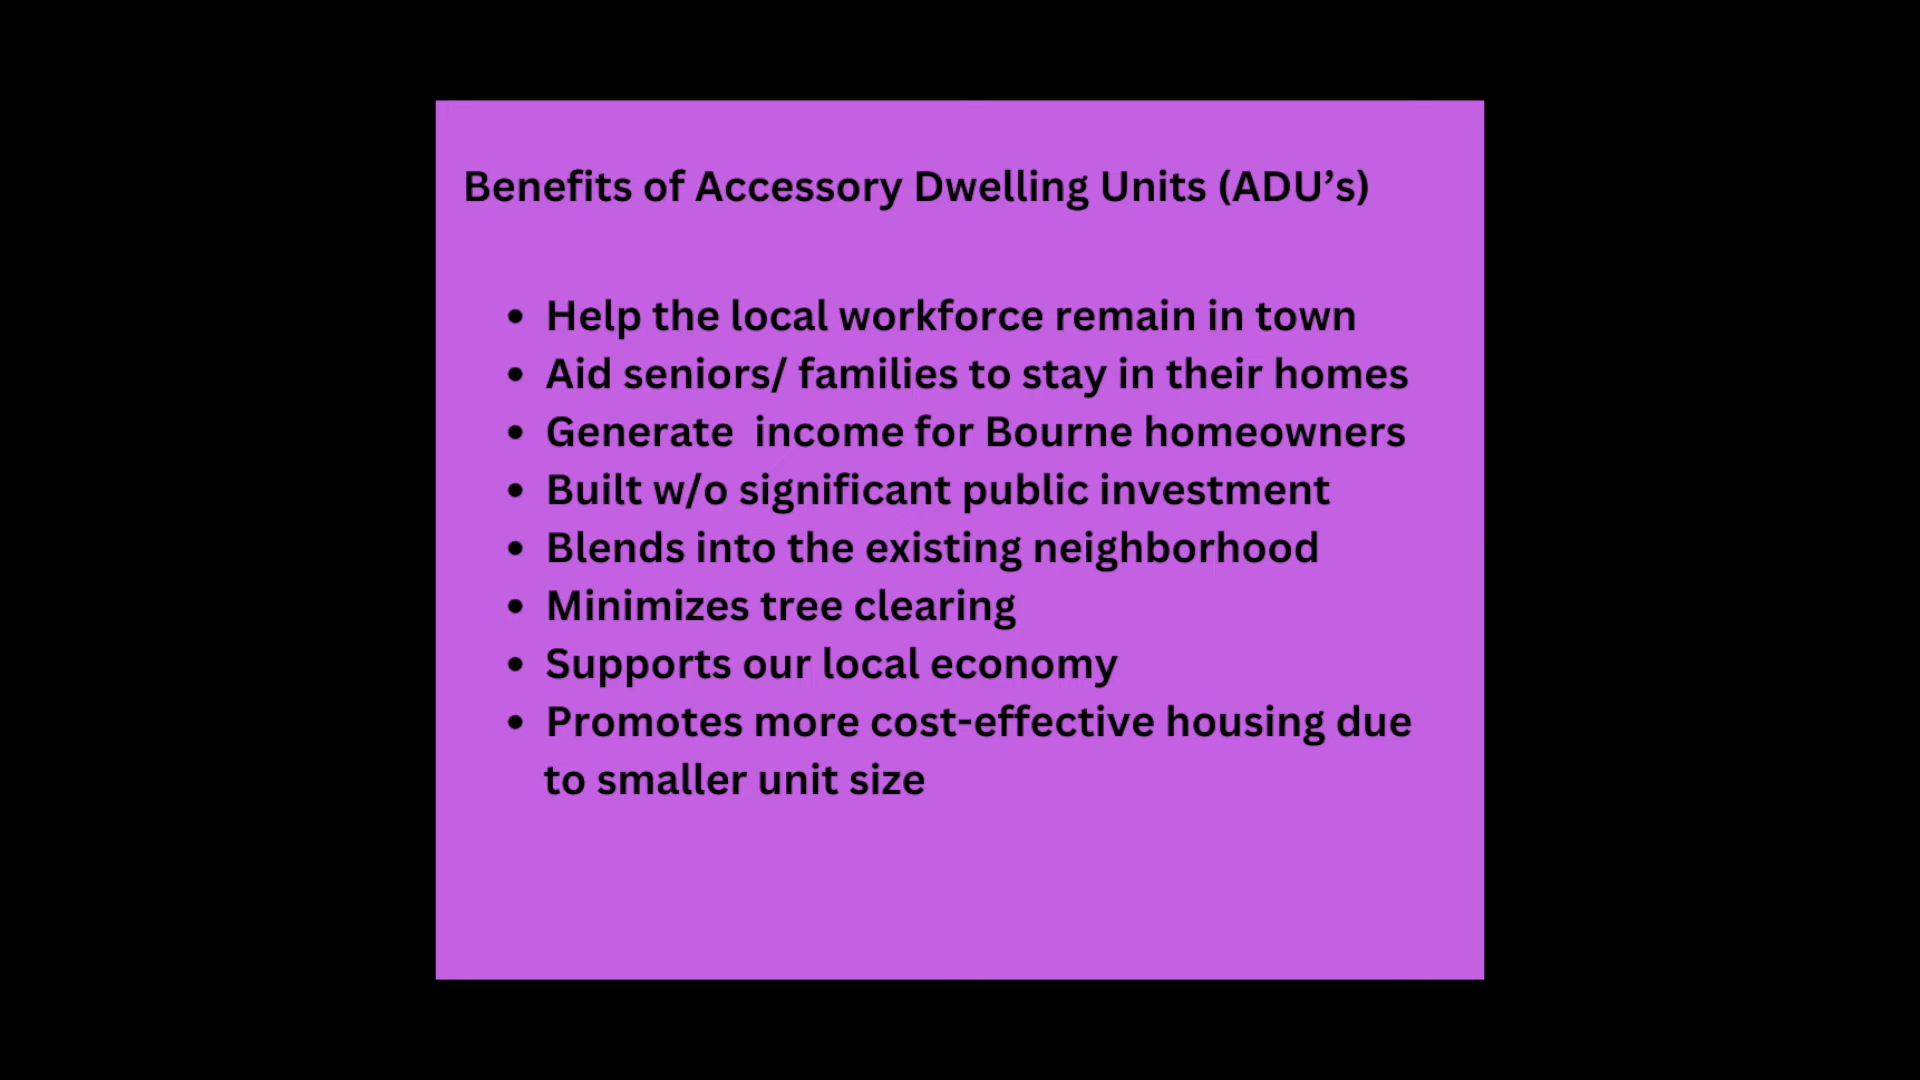 Benefits of Accessory Dwelling Units (ADU’s)
• Help the local workforce remain in town
• Aid seniors/ families to stay in their homes
• Generate  income for Bourne homeowners
• Built w/o significant public investment
• Blends into the existing neighborhood
• Minimizes tree clearing
• Supports our local economy
• Promotes more cost-effective housing due
to smaller unit size